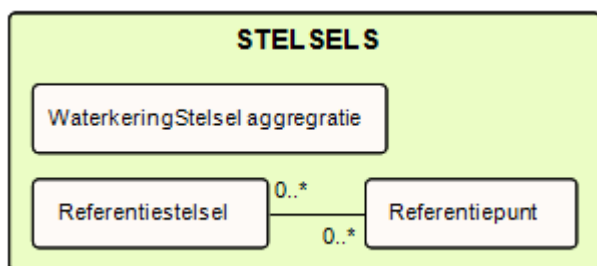 STELSELS
WaterkeringStelsel aggregratie
Referentiestelsel
0..*
0..*
Referentiepunt